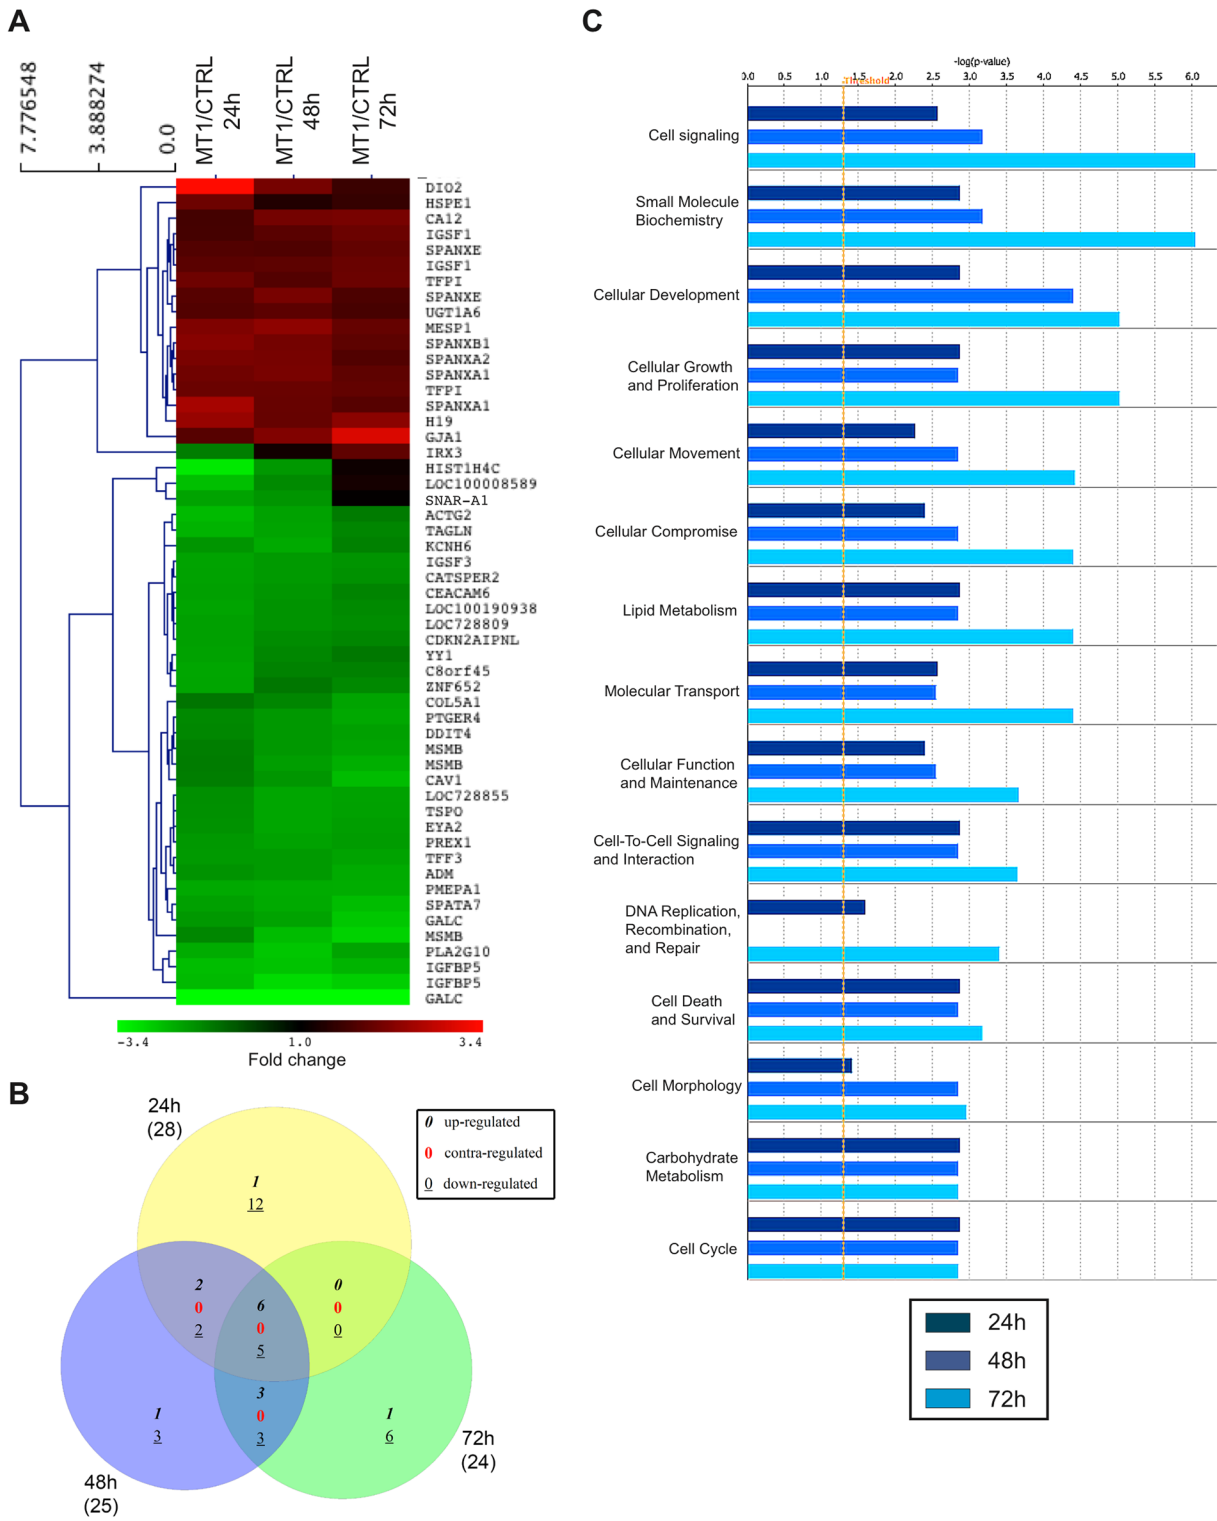 A
7.776548
3.888274
0.0
MT1/CTRL
24h
MT1/CTRL
48h
MT1/CTRL
72h
DIO2
HSPE1
CA12
IGSF1
SPANXE
IGSF1
TFPI
SPANXE
UGT1A6
MESP1
SPANXB1
SPANXA2
SPANXA1
TFPI
SPANXA1
H19
GJA1
IRX3
HIST1H4C
LOC100008589
SNAR-A1
ACTG2
TAGLN
KCNH6
IGSF3
CATSPER2
CEACAM6
LOC100190938
LOC728809
CDKN2AIPNL
YY1
C8orf45
ZNF652
COL5A1
PTGER4
DDIT4
MSMB
MSMB
CAV1
LOC728855
TSPO
EYA2
PREX1
TFF3
ADM
PMEPA1
SPATA7
GALC
MSMB
PLA2G10
IGFBP5
IGFBP5
GALC
-3.4 1.0 3.4
Fold change
B
24h
(28)
0 up-regulated
0 contra-regulated
0 down-regulated
1
12
2
0
2
6
0
5
0
0
0
3
0
3
1
3
1
6
48h
(25)
72h
(24)
C
-log(p-value)
0.0 0.5 1.0 1.5 2.0 2.5 3.0 3.5 4.0 4.5 5.0 5.5 6.0
Threshold
Cell signaling
Small Molecule
Biochemistry
Cellular Development
Cellular Growth
and Proliferation
Cellular Movement
Cellular Compromise
Lipid Metabolism
Molecular Transport
Cellular Function
and Maintenance
Cell-To-Cell Signaling
and Interaction
DNA Replication,
Recombination,
and Repair
Cell Death
and Survival
Cell Morphology
Carbohydrate
Metabolism
Cell Cycle
24h
48h
72h